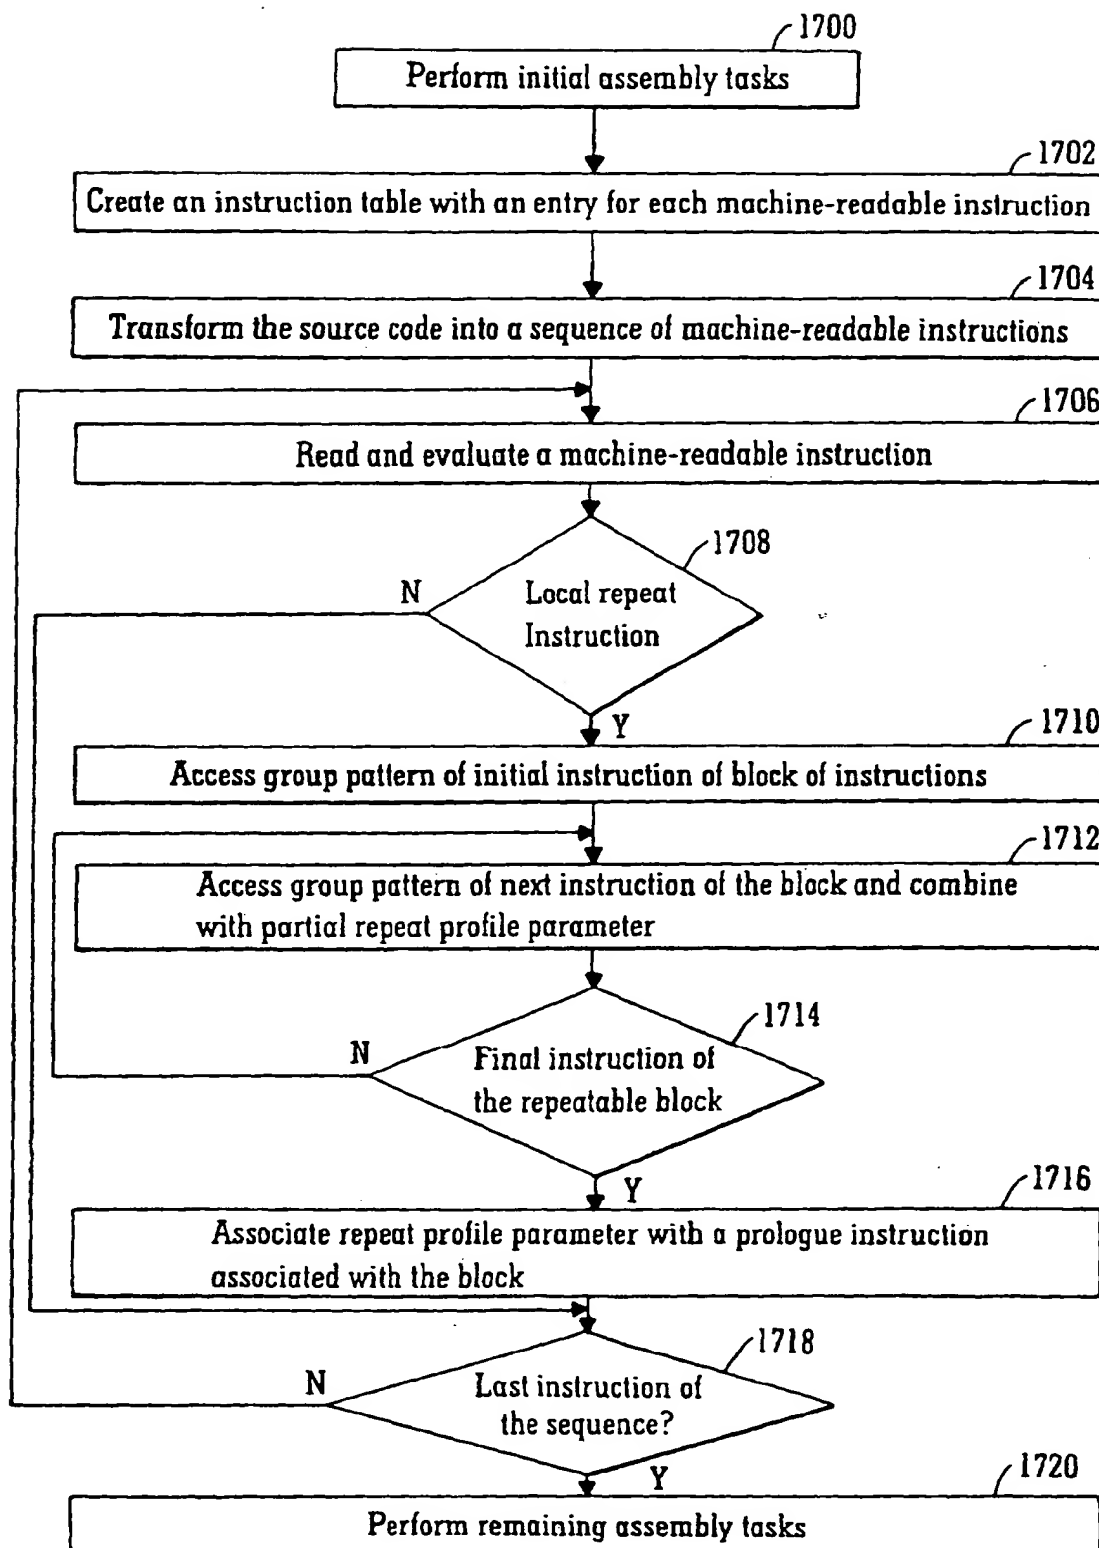 1700
Perform initial assembly tasks
1702
Create an instruction table with an entry for each machine-readable instruction
1704
Transform the source code into a sequence of machine-readable instructions
1706
Read and evaluate a machine-readable instruction
1708
N
Local repeat
Instruction
Y
1710
Access group pattern of initial instruction of block of instructions
1712
Access group pattern of next instruction of the block and combine
with partial repeat profile parameter
1714
N
Final instruction of
the repeatable block
Y
1716
Associate repeat profile parameter with a prologue instruction
associated with the block
1718
N
Last instruction of
the sequence?
Y
1720
Perform remaining assembly tasks